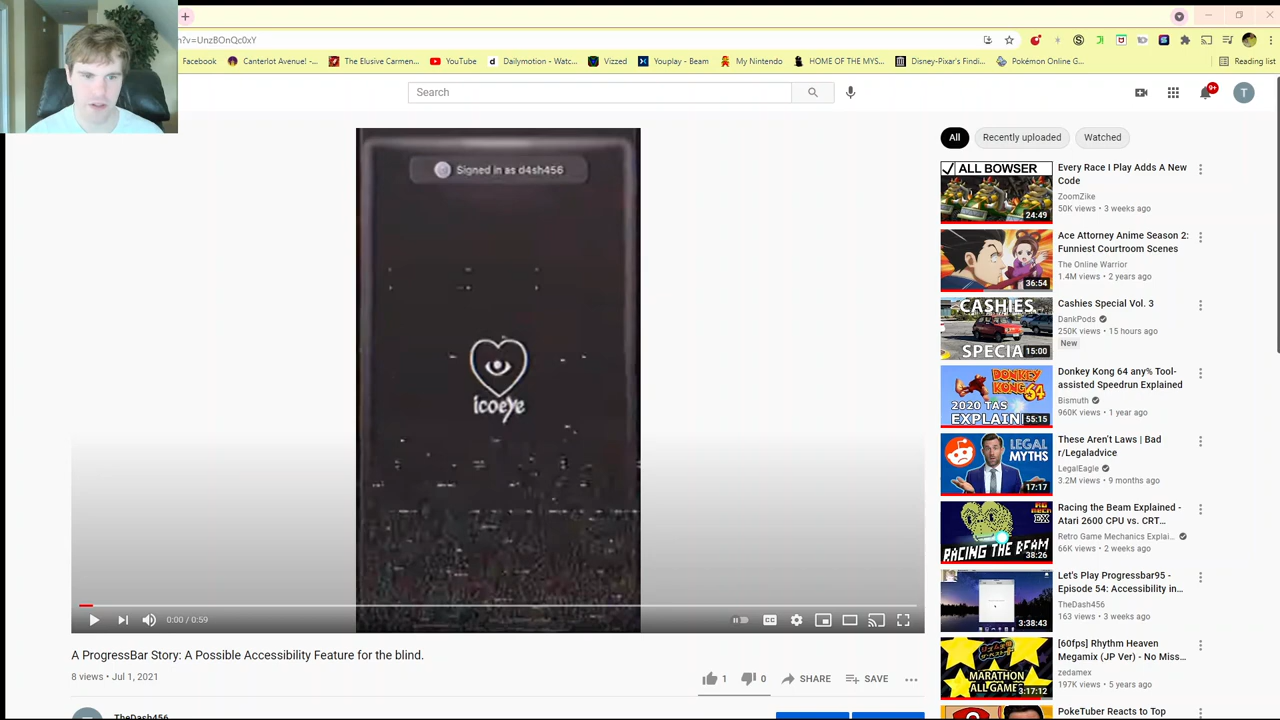 n?v=UnzBOnQc0xY
Facebook
Canterlot Avenue! -...
The Elusive Carmen...
YouTube
Dailymotion - Watc...
Vizzed
Youplay - Beam
My Nintendo
HOME OF THE MYS...
Disney-Pixar's Findi...
Pokémon Online G...
Reading list
Search
9+
T
Signed in as d4sh456
icoeye
0:00 / 0:59
A ProgressBar Story: A Possible Accessibility Feature for the blind.
8 views • Jul 1, 2021
1
0
SHARE
SAVE
TheDash456
All
Recently uploaded
Watched
ALL BOWSER
24:49
Every Race I Play Adds A New
Code
ZoomZike
50K views • 3 weeks ago
36:54
Ace Attorney Anime Season 2:
Funniest Courtroom Scenes
The Online Warrior
1.4M views • 2 years ago
CASHIES
SPECIA
15:00
Cashies Special Vol. 3
DankPods
250K views • 15 hours ago
New
DONKEY
KONG 64
2020 TAS
EXPLAIN
55:15
Donkey Kong 64 any% Tool-
assisted Speedrun Explained
Bismuth
960K views • 1 year ago
LEGAL
MYTHS
17:17
These Aren't Laws | Bad
r/Legaladvice
LegalEagle
3.2M views • 9 months ago
RACING THE BEAM
38:26
Racing the Beam Explained -
Atari 2600 CPU vs. CRT...
Retro Game Mechanics Explai...
66K views • 2 weeks ago
3:38:43
Let's Play Progressbar95 -
Episode 54: Accessibility in...
TheDash456
163 views • 3 weeks ago
MARATHON
ALL GAMES
3:17:12
[60fps] Rhythm Heaven
Megamix (JP Ver) - No Miss...
zedamex
197K views • 5 years ago
PokeTuber Reacts to Top